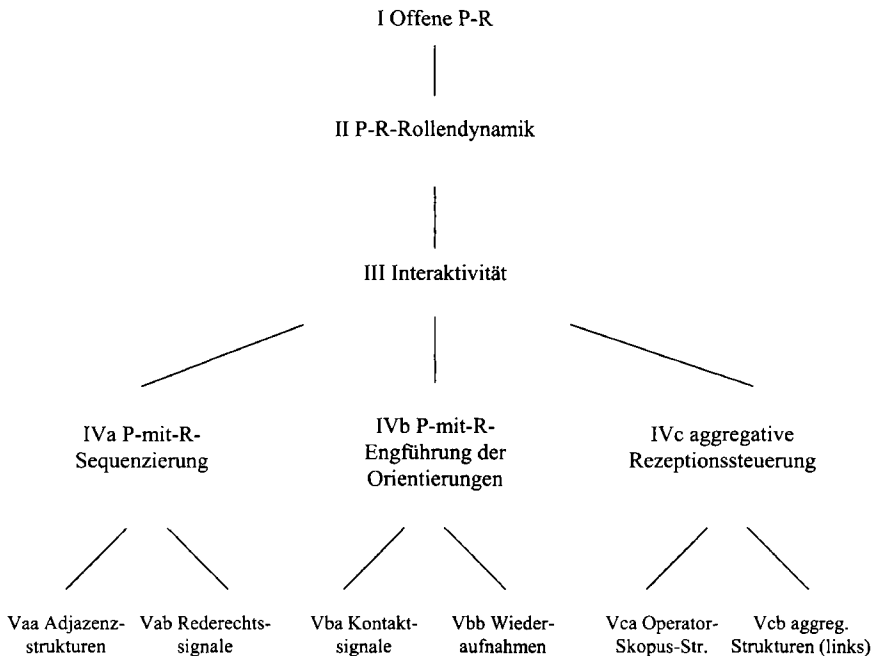 I Offene P-R
II P-R-Rollendynamik
III Interaktivität
IVa P-mit-R-
Sequenzierung
IVb P-mit-R-
Engführung der
Orientierungen
IVc aggregative
Rezeptionssteuerung
Vaa Adjazenz-
strukturen
Vab Rederechts-
signale
Vba Kontakt-
signale
Vbb Wieder-
aufnahmen
Vca Operator-
Skopus-Str.
Vcb aggreg.
Strukturen (links)